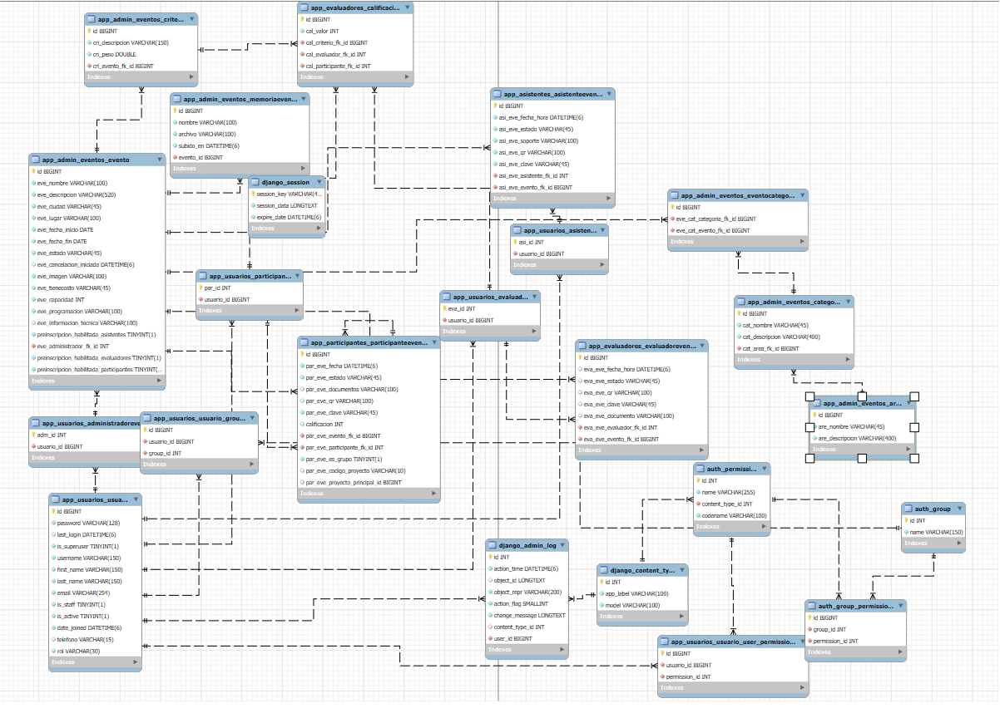 app_admin_eventos_crite...
id BIGINT
cri_descripcion VARCHAR(150)
cri_peso DOUBLE
cri_evento_fk_id BIGINT
Indexes
app_evaluadores_calificaci...
id BIGINT
cal_valor INT
cal_criterio_fk_id BIGINT
cal_evaluador_fk_id INT
cal_participante_fk_id INT
Indexes
app_admin_eventos_memoriaeven...
id BIGINT
nombre VARCHAR(100)
archivo VARCHAR(100)
subido_en DATETIME(6)
evento_id BIGINT
Indexes
app_asistentes_asistenteeven...
id BIGINT
asi_eve_fecha_hora DATETIME(6)
asi_eve_estado VARCHAR(45)
asi_eve_soporte VARCHAR(100)
asi_eve_qr VARCHAR(100)
asi_eve_clave VARCHAR(45)
asi_eve_asistente_fk_id INT
asi_eve_evento_fk_id BIGINT
Indexes
app_admin_eventos_evento
id BIGINT
eve_nombre VARCHAR(100)
eve_descripcion VARCHAR(520)
eve_ciudad VARCHAR(45)
eve_lugar VARCHAR(100)
eve_fecha_inicio DATE
eve_fecha_fin DATE
eve_estado VARCHAR(45)
eve_cancelacion_iniciada DATETIME(6)
eve_imagen VARCHAR(100)
eve_tienecosto VARCHAR(45)
eve_capacidad INT
eve_programacion VARCHAR(100)
eve_informacion_tecnica VARCHAR(100)
preinscripcion_habilitada_asistentes TINYINT(1)
eve_administrador_fk_id INT
preinscripcion_habilitada_evaluadores TINYINT(1)
preinscripcion_habilitada_participantes TINYINT(...
Indexes
django_session
session_key VARCHAR(4...
session_data LONGTEXT
expire_date DATETIME(6)
Indexes
app_admin_eventos_eventocatego...
id BIGINT
eve_cat_categoria_fk_id BIGINT
eve_cat_evento_fk_id BIGINT
Indexes
app_usuarios_asisten...
asi_id INT
usuario_id BIGINT
Indexes
app_usuarios_participan...
par_id INT
usuario_id BIGINT
Indexes
app_usuarios_evaluad...
eva_id INT
usuario_id BIGINT
Indexes
app_admin_eventos_catego...
id BIGINT
cat_nombre VARCHAR(45)
cat_descripcion VARCHAR(400)
cat_area_fk_id BIGINT
Indexes
app_participantes_participanteeven...
id BIGINT
par_eve_fecha DATETIME(6)
par_eve_estado VARCHAR(45)
par_eve_documentos VARCHAR(100)
par_eve_qr VARCHAR(100)
par_eve_clave VARCHAR(45)
calificacion INT
par_eve_evento_fk_id BIGINT
par_eve_participante_fk_id INT
par_eve_es_grupo TINYINT(1)
par_eve_codigo_proyecto VARCHAR(10)
par_eve_proyecto_principal_id BIGINT
Indexes
app_evaluadores_evaluadoreven...
id BIGINT
eva_eve_fecha_hora DATETIME(6)
eva_eve_estado VARCHAR(45)
eva_eve_qr VARCHAR(100)
eva_eve_clave VARCHAR(45)
eva_eve_documento VARCHAR(100)
eva_eve_evaluador_fk_id INT
eva_eve_evento_fk_id BIGINT
Indexes
app_admin_eventos_ar...
id BIGINT
are_nombre VARCHAR(45)
are_descripcion VARCHAR(400)
Indexes
app_usuarios_administradoreve
adm_id INT
usuario_id BIGINT
Indexes
app_usuarios_usuario_grou...
id BIGINT
usuario_id BIGINT
group_id INT
Indexes
auth_permissi...
id INT
name VARCHAR(255)
content_type_id INT
codename VARCHAR(100)
Indexes
app_usuarios_usua...
id BIGINT
password VARCHAR(128)
last_login DATETIME(6)
is_superuser TINYINT(1)
username VARCHAR(150)
first_name VARCHAR(150)
last_name VARCHAR(150)
email VARCHAR(254)
is_staff TINYINT(1)
is_active TINYINT(1)
date_joined DATETIME(6)
telefono VARCHAR(15)
rol VARCHAR(30)
Indexes
auth_group
id INT
name VARCHAR(150)
Indexes
django_admin_log
id INT
action_time DATETIME(6)
object_id LONGTEXT
object_repr VARCHAR(200)
action_flag SMALLINT
change_message LONGTEXT
content_type_id INT
user_id BIGINT
Indexes
django_content_ty...
id INT
app_label VARCHAR(100)
model VARCHAR(100)
Indexes
auth_group_permissio...
id BIGINT
group_id INT
permission_id INT
Indexes
app_usuarios_usuario_user_permissio...
id BIGINT
usuario_id BIGINT
permission_id INT
Indexes